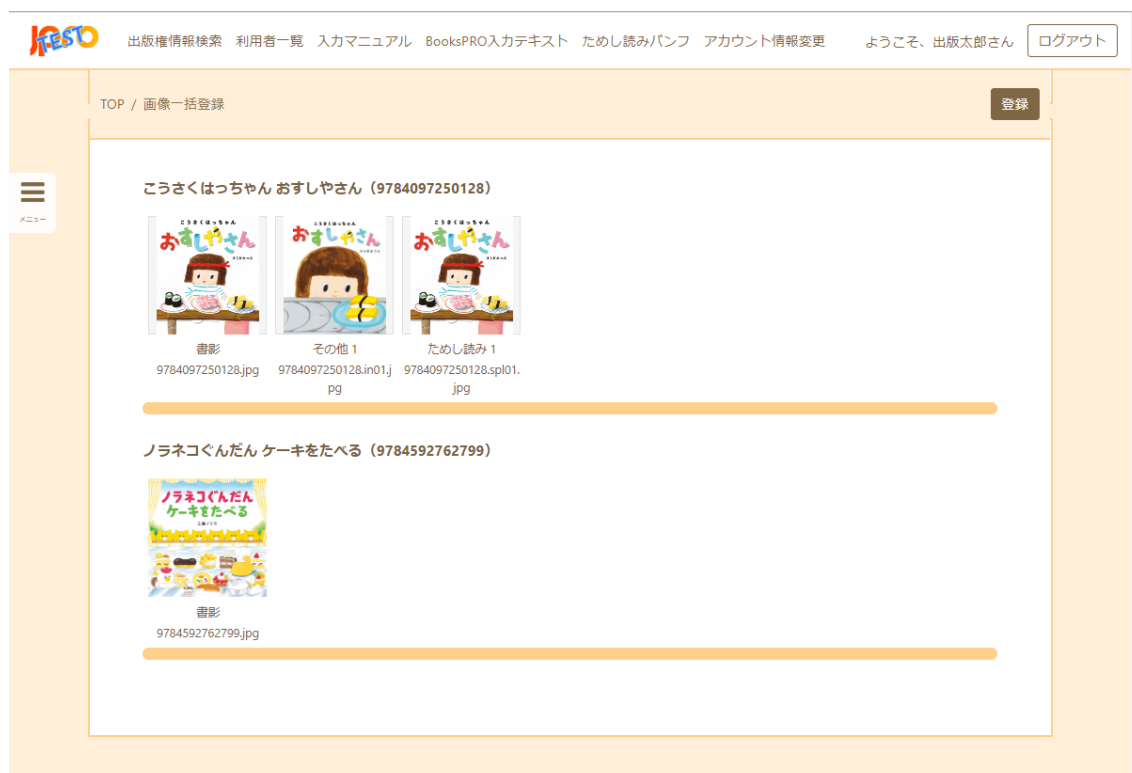 JPTESTO
出版権情報検索 利用者一覧 入力マニュアル BooksPRO入力テキスト ためし読みパンフ アカウント情報変更 ようこそ、出版太郎さん ログアウト
TOP / 画像一括登録 登録
メニュー
こうさくはっちゃん おすしやさん（9784097250128）
こうさくはっちゃん
おすしやさん
こうさくはっちゃん
おすしやさん
こうさくはっちゃん
おすしやさん
書影
9784097250128.jpg
その他 1
9784097250128.in01.j
pg
ためし読み 1
9784097250128.spl01.
jpg
ノラネコぐんだん ケーキをたべる（9784592762799）
ノラネコぐんだん
ケーキをたべる
書影
9784592762799.jpg